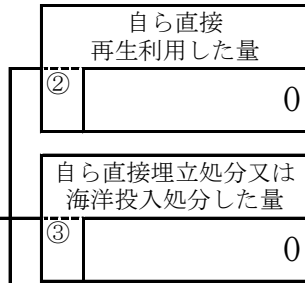 自ら直接
再生利用した量
②
0
自ら直接埋立処分又は
海洋投入処分した量
③
0